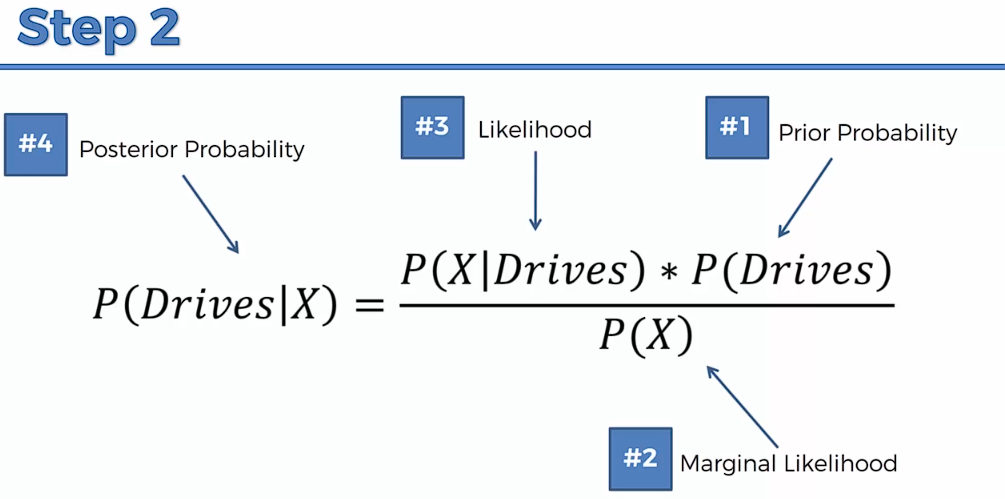 Step 2
#4 Posterior Probability
#3 Likelihood
#1 Prior Probability
P(Drives|X) = P(X|Drives) * P(Drives)
P(X)
#2 Marginal Likelihood